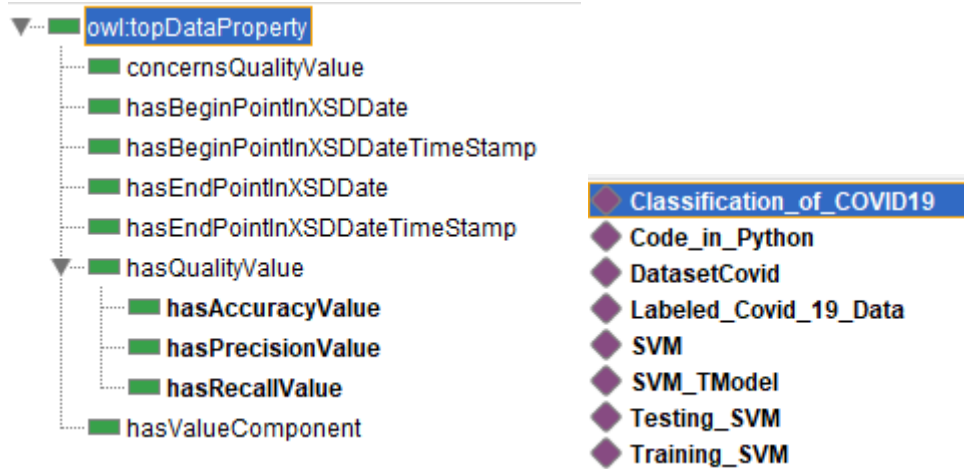 owl:topDataProperty
concernsQualityValue
hasBeginPointInXSDDate
hasBeginPointInXSDDateTimeStamp
hasEndPointInXSDDate
hasEndPointInXSDDateTimeStamp
hasQualityValue
hasAccuracyValue
hasPrecisionValue
hasRecallValue
hasValueComponent
Classification_of_COVID19
Code_in_Python
DatasetCovid
Labeled_Covid_19_Data
SVM
SVM_TModel
Testing_SVM
Training_SVM